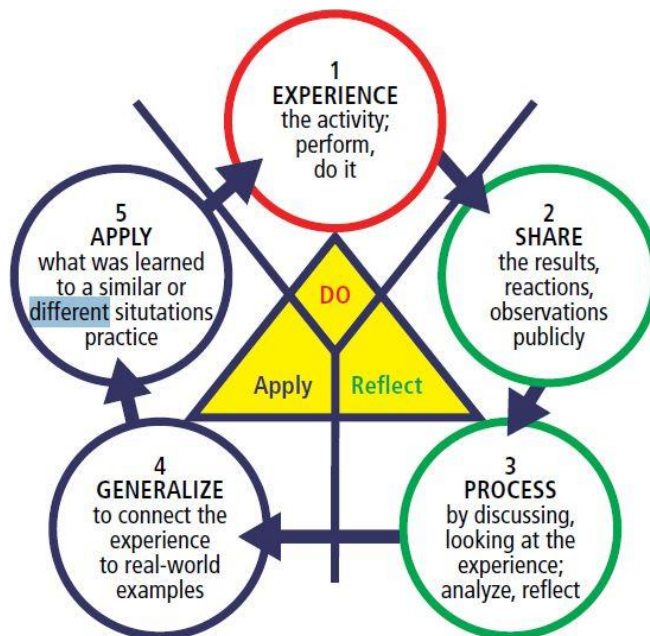 1
EXPERIENCE
the activity;
perform,
do it
2
SHARE
the results,
reactions,
observations
publicly
3
PROCESS
by discussing,
looking at the
experience;
analyze, reflect
4
GENERALIZE
to connect the
experience
to real-world
examples
5
APPLY
what was learned
to a similar or
different situtations
practice
DO
Apply
Reflect